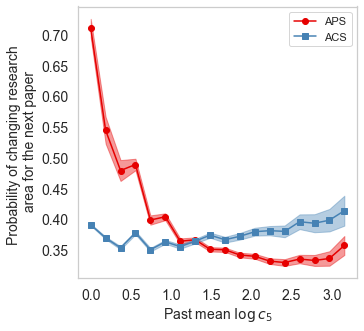 APS
ACS
Probability of changing research
area for the next paper
0.70
0.65
0.60
0.55
0.50
0.45
0.40
0.35
0.0 0.5 1.0 1.5 2.0 2.5 3.0
Past mean log c5